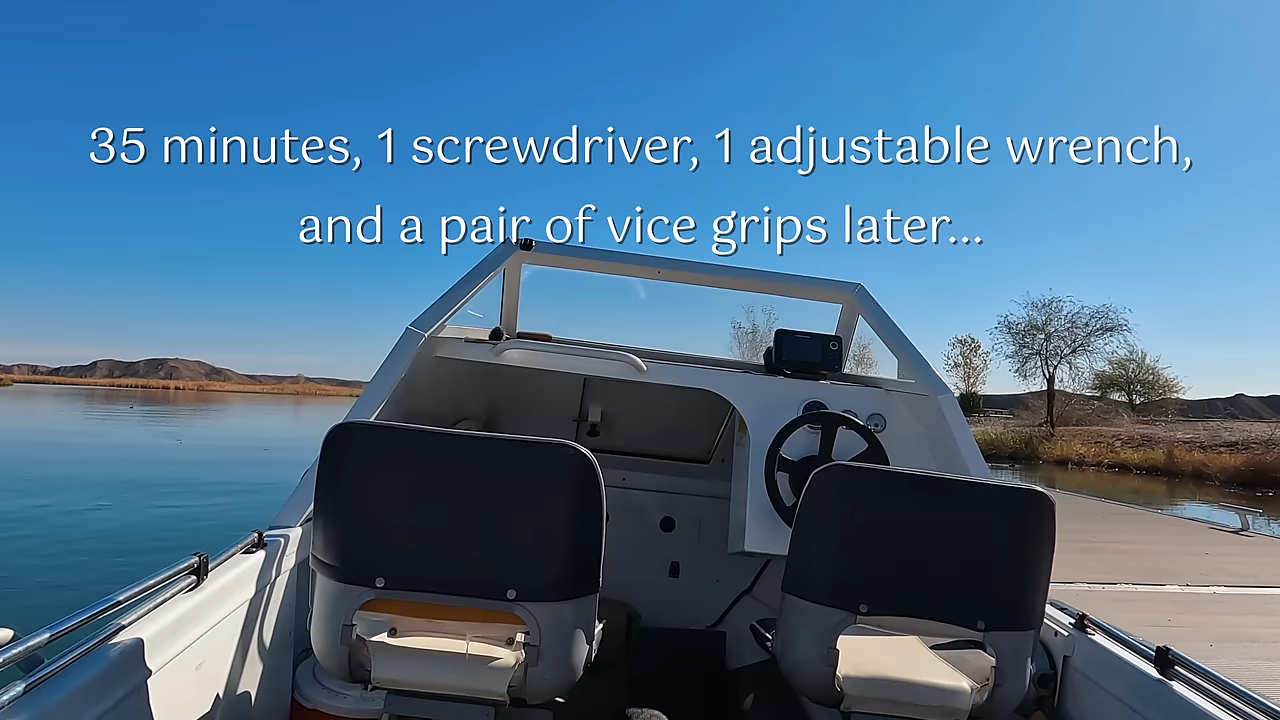 35 minutes, 1 screwdriver, 1 adjustable wrench,
and a pair of vice grips later...